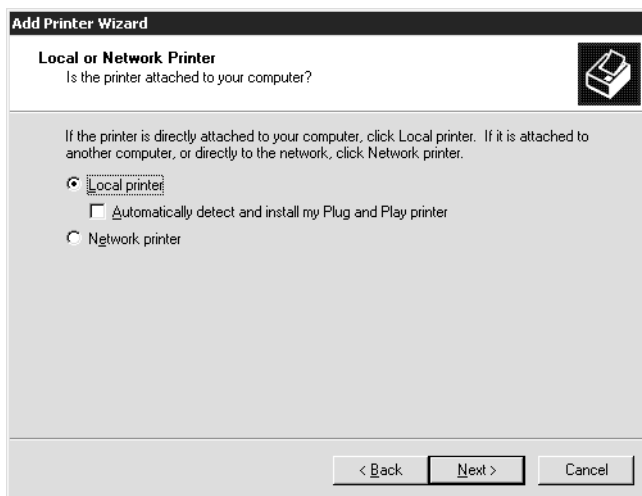 Add Printer Wizard
Local or Network Printer
Is the printer attached to your computer?
If the printer is directly attached to your computer, click Local printer.  If it is attached to
another computer, or directly to the network, click Network printer.
Local printer
Automatically detect and install my Plug and Play printer
Network printer
< Back
Next >
Cancel